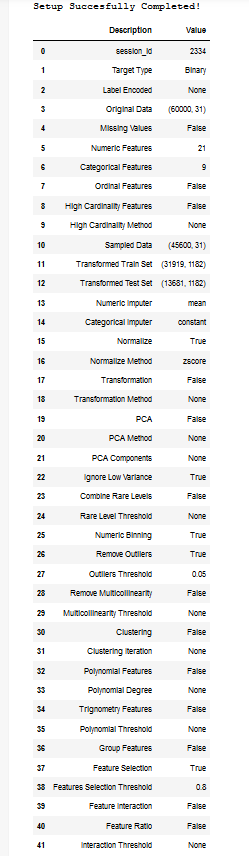 Setup Succesfully Completed!
Description Value
0 session_id 2334
1 Target Type Binary
2 Label Encoded None
3 Original Data (60000, 31)
4 Missing Values False
5 Numeric Features 21
6 Categorical Features 9
7 Ordinal Features False
8 High Cardinality Features False
9 High Cardinality Method None
10 Sampled Data (45600, 31)
11 Transformed Train Set (31919, 1182)
12 Transformed Test Set (13681, 1182)
13 Numeric Imputer mean
14 Categorical Imputer constant
15 Normalize True
16 Normalize Method zscore
17 Transformation False
18 Transformation Method None
19 PCA False
20 PCA Method None
21 PCA Components None
22 Ignore Low Variance True
23 Combine Rare Levels False
24 Rare Level Threshold None
25 Numeric Binning True
26 Remove Outliers True
27 Outliers Threshold 0.05
28 Remove Multicollinearity False
29 Multicollinearity Threshold None
30 Clustering False
31 Clustering Iteration None
32 Polynomial Features False
33 Polynomial Degree None
34 Trignometry Features False
35 Polynomial Threshold None
36 Group Features False
37 Feature Selection True
38 Features Selection Threshold 0.8
39 Feature Interaction False
40 Feature Ratio False
41 Interaction Threshold None